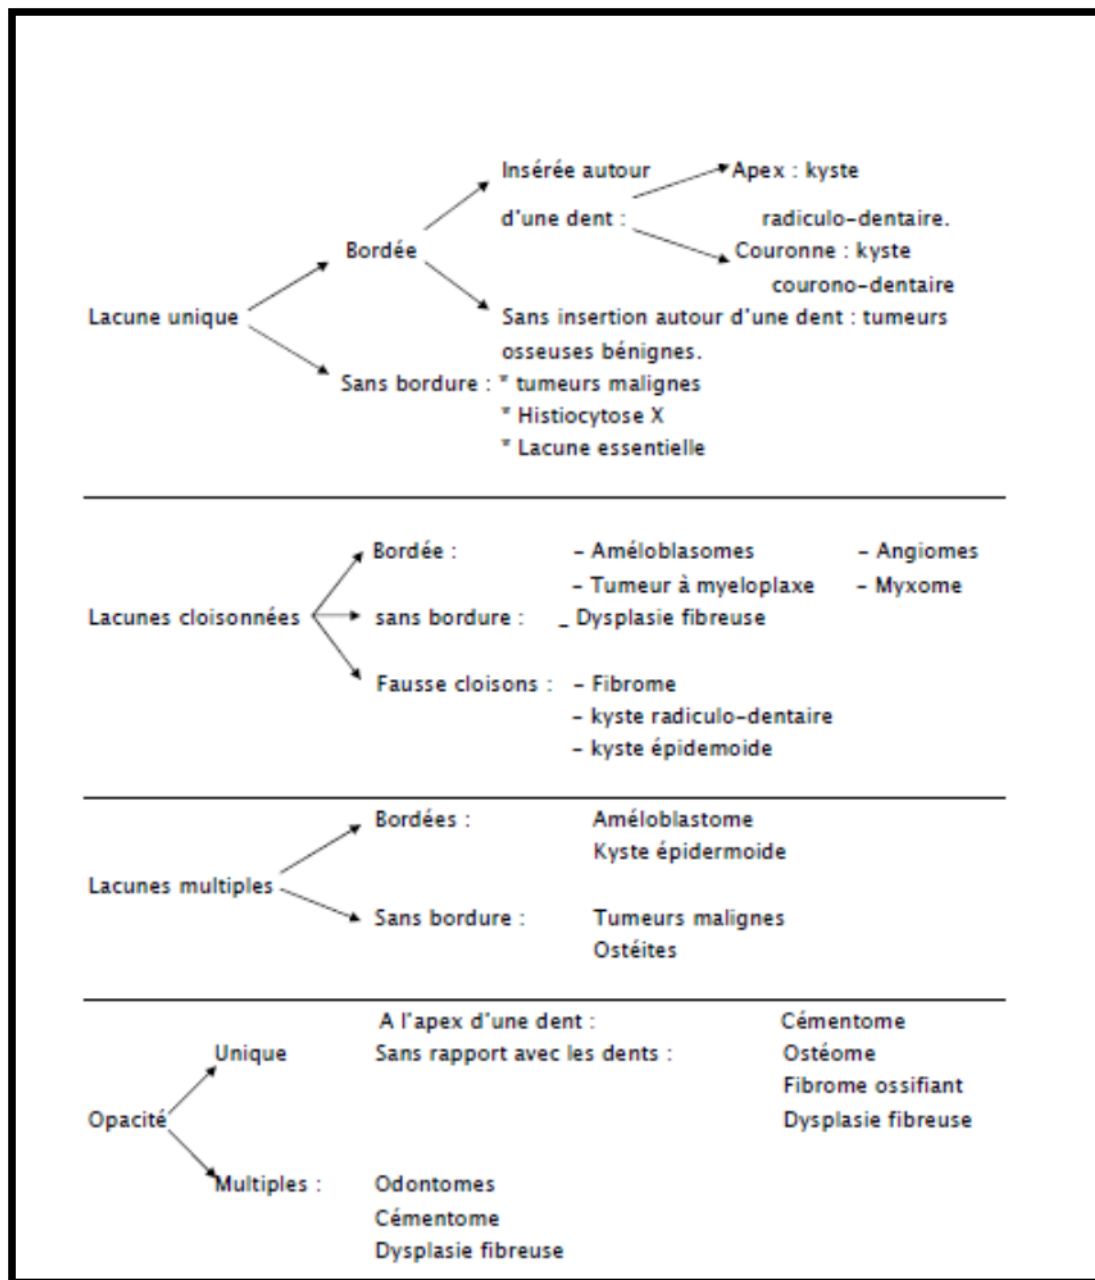 Insérée autour Apex : kyste
d'une dent : radiculo-dentaire.
Bordée Couronne : kyste
courono-dentaire
Lacune unique Sans insertion autour d'une dent : tumeurs
osseuses bénignes.
Sans bordure : * tumeurs malignes
* Histiocytose X
* Lacune essentielle
Bordée : - Améloblasomes - Angiomes
- Tumeur à myeloplaxe - Myxome
Lacunes cloisonnées sans bordure : _ Dysplasie fibreuse
Fausse cloisons : - Fibrome
- kyste radiculo-dentaire
- kyste épidemoide
Bordées : Améloblastome
Kyste épidermoide
Lacunes multiples
Sans bordure : Tumeurs malignes
Ostéites
A l'apex d'une dent : Cémentome
Unique Sans rapport avec les dents : Ostéome
Fibrome ossifiant
Opacité Dysplasie fibreuse
Multiples : Odontomes
Cémentome
Dysplasie fibreuse